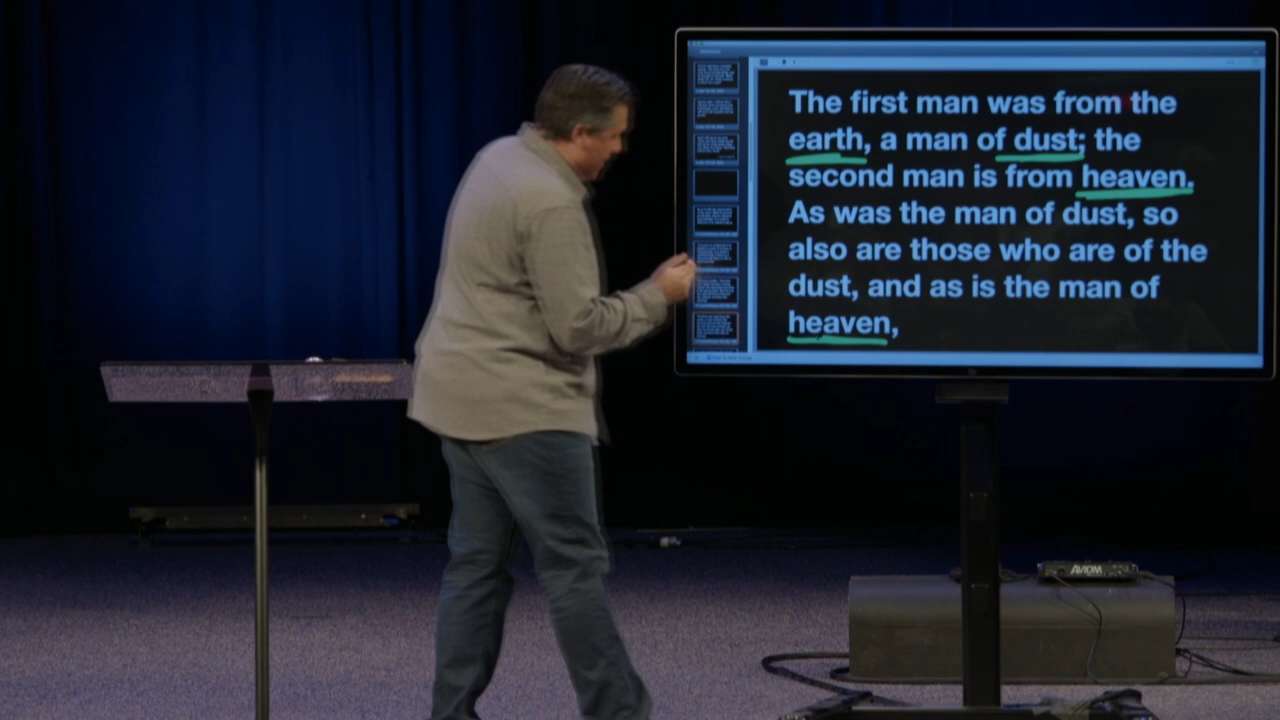 The first man was from the
earth, a man of dust; the
second man is from heaven.
As was the man of dust, so
also are those who are of the
dust, and as is the man of
heaven,
AVIOM